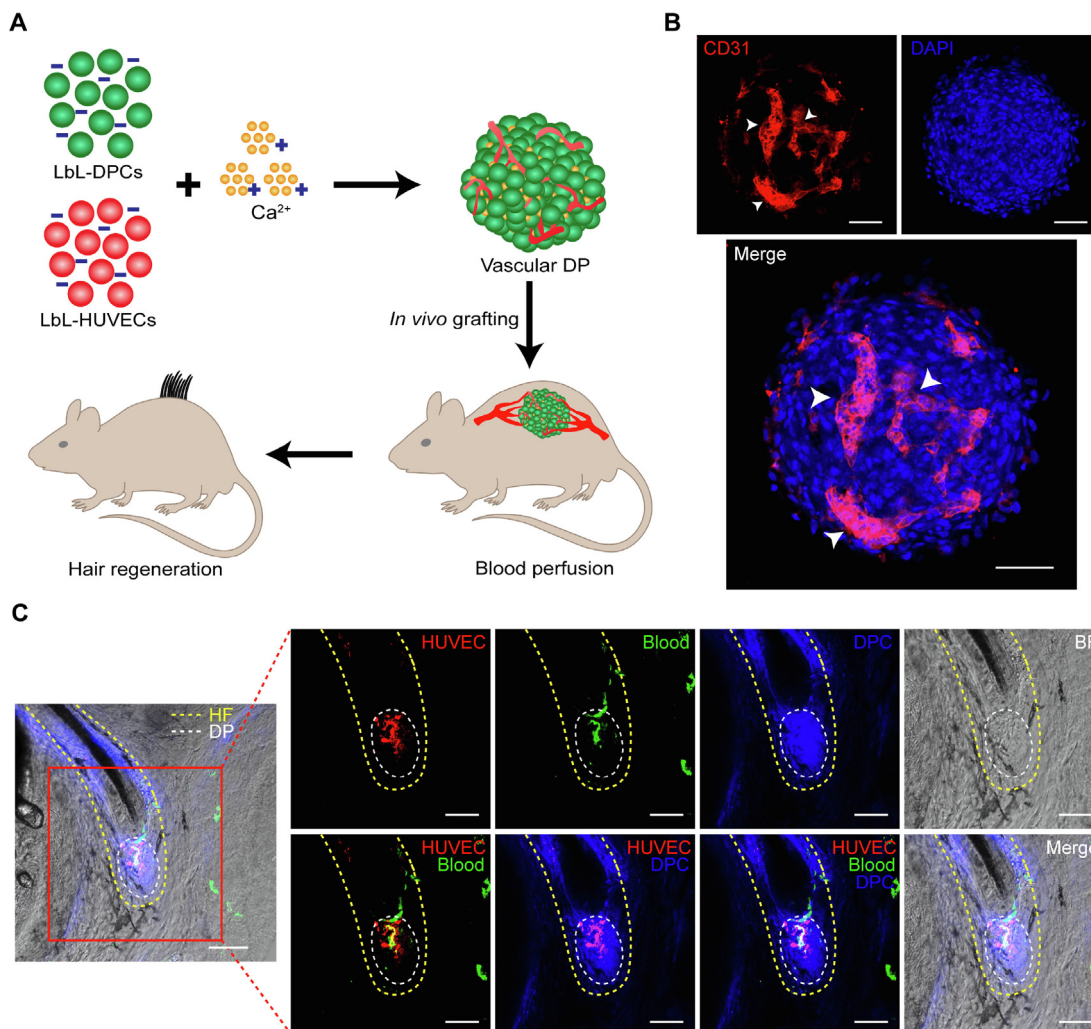 A
LbL-DPCs
+
Ca²⁺
LbL-HUVECs
Vascular DP
In vivo grafting
Hair regeneration
Blood perfusion
B
CD31
DAPI
Merge
C
HF
DP
HUVEC
Blood
DPC
BF
HUVEC
Blood
HUVEC
DPC
HUVEC
Blood
DPC
Merge